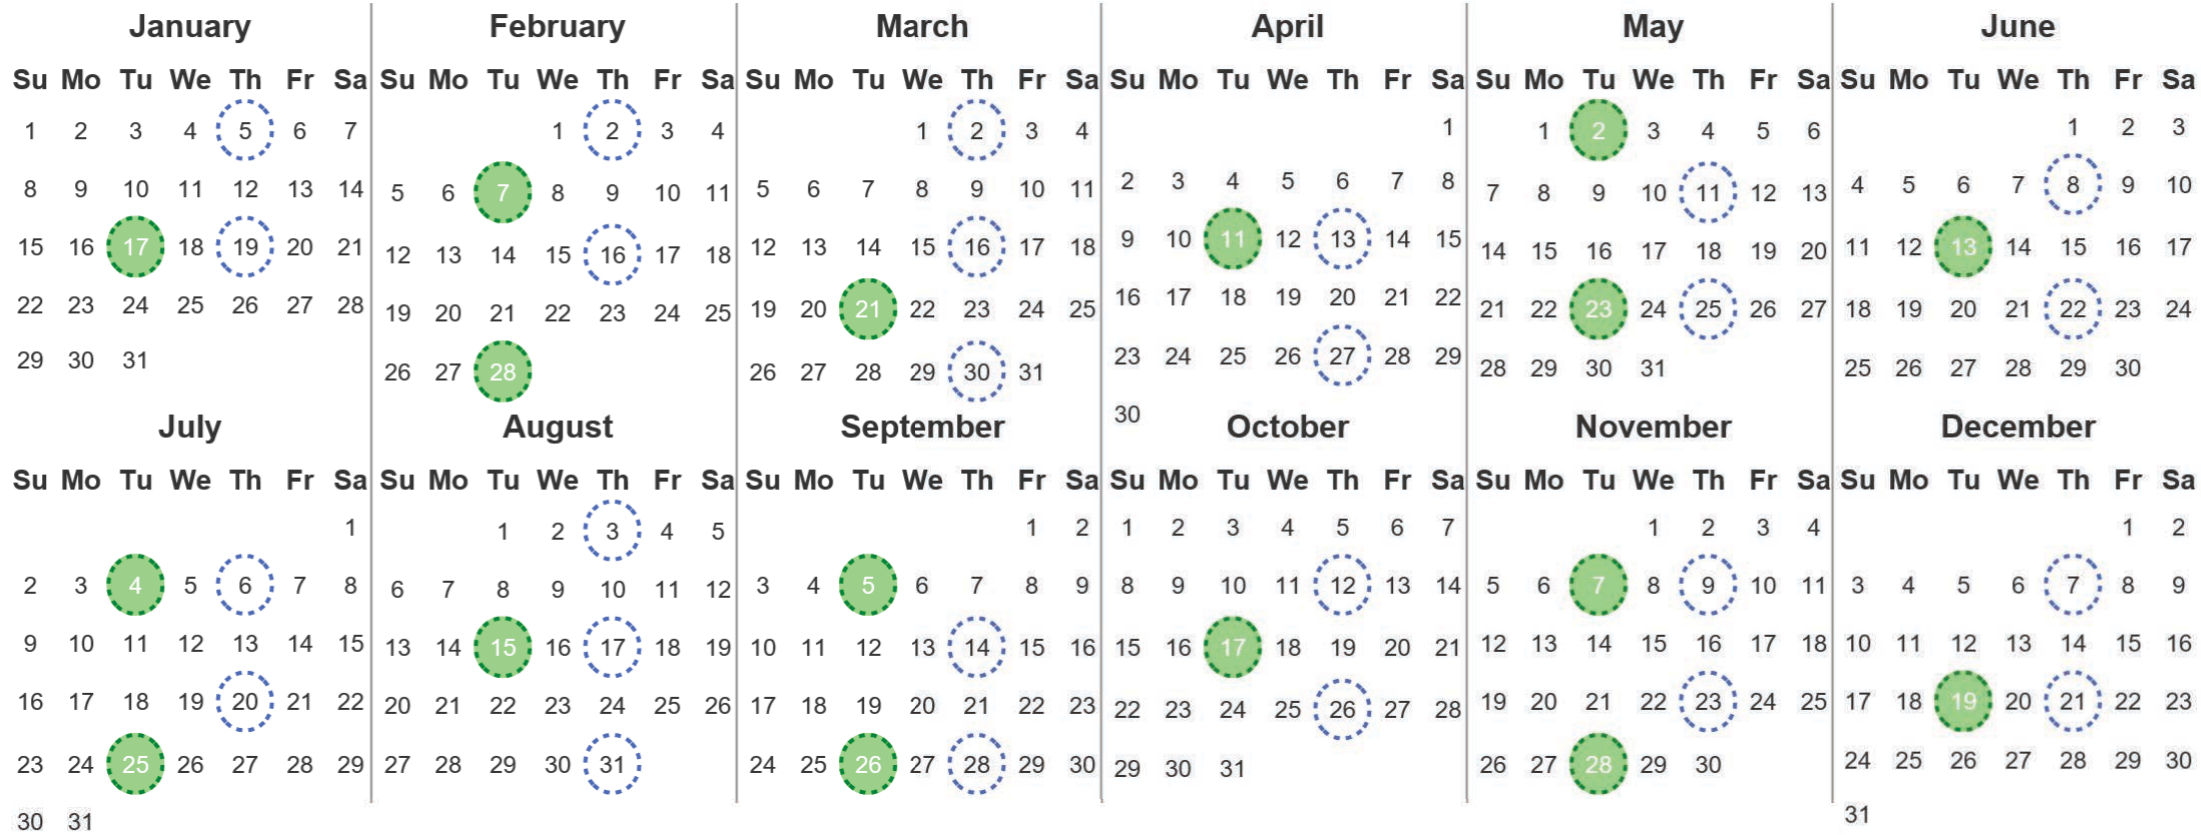 January February March April May June
Su Mo Tu We Th Fr Sa Su Mo Tu We Th Fr Sa Su Mo Tu We Th Fr Sa Su Mo Tu We Th Fr Sa Su Mo Tu We Th Fr Sa Su Mo Tu We Th Fr Sa
1 2 3 4 5 6 7 1 2 3 4 1 2 3 4 1 1 2 3 4 5 6 1 2 3
8 9 10 11 12 13 14 5 6 7 8 9 10 11 5 6 7 8 9 10 11 2 3 4 5 6 7 8 7 8 9 10 11 12 13 4 5 6 7 8 9 10
15 16 17 18 19 20 21 12 13 14 15 16 17 18 12 13 14 15 16 17 18 9 10 11 12 13 14 15 14 15 16 17 18 19 20 11 12 13 14 15 16 17
22 23 24 25 26 27 28 19 20 21 22 23 24 25 19 20 21 22 23 24 25 16 17 18 19 20 21 22 21 22 23 24 25 26 27 18 19 20 21 22 23 24
29 30 31 26 27 28 26 27 28 29 30 31 23 24 25 26 27 28 29 28 29 30 31 25 26 27 28 29 30
30
July August September October November December
Su Mo Tu We Th Fr Sa Su Mo Tu We Th Fr Sa Su Mo Tu We Th Fr Sa Su Mo Tu We Th Fr Sa Su Mo Tu We Th Fr Sa Su Mo Tu We Th Fr Sa
1 1 2 3 4 5 1 2 1 2 3 4 5 6 7 1 2 3 4 1 2
2 3 4 5 6 7 8 6 7 8 9 10 11 12 3 4 5 6 7 8 9 8 9 10 11 12 13 14 5 6 7 8 9 10 11 3 4 5 6 7 8 9
9 10 11 12 13 14 15 13 14 15 16 17 18 19 10 11 12 13 14 15 16 15 16 17 18 19 20 21 12 13 14 15 16 17 18 10 11 12 13 14 15 16
16 17 18 19 20 21 22 20 21 22 23 24 25 26 17 18 19 20 21 22 23 22 23 24 25 26 27 28 19 20 21 22 23 24 25 17 18 19 20 21 22 23
23 24 25 26 27 28 29 27 28 29 30 31 24 25 26 27 28 29 30 29 30 31 26 27 28 29 30 24 25 26 27 28 29 30
30 31 31